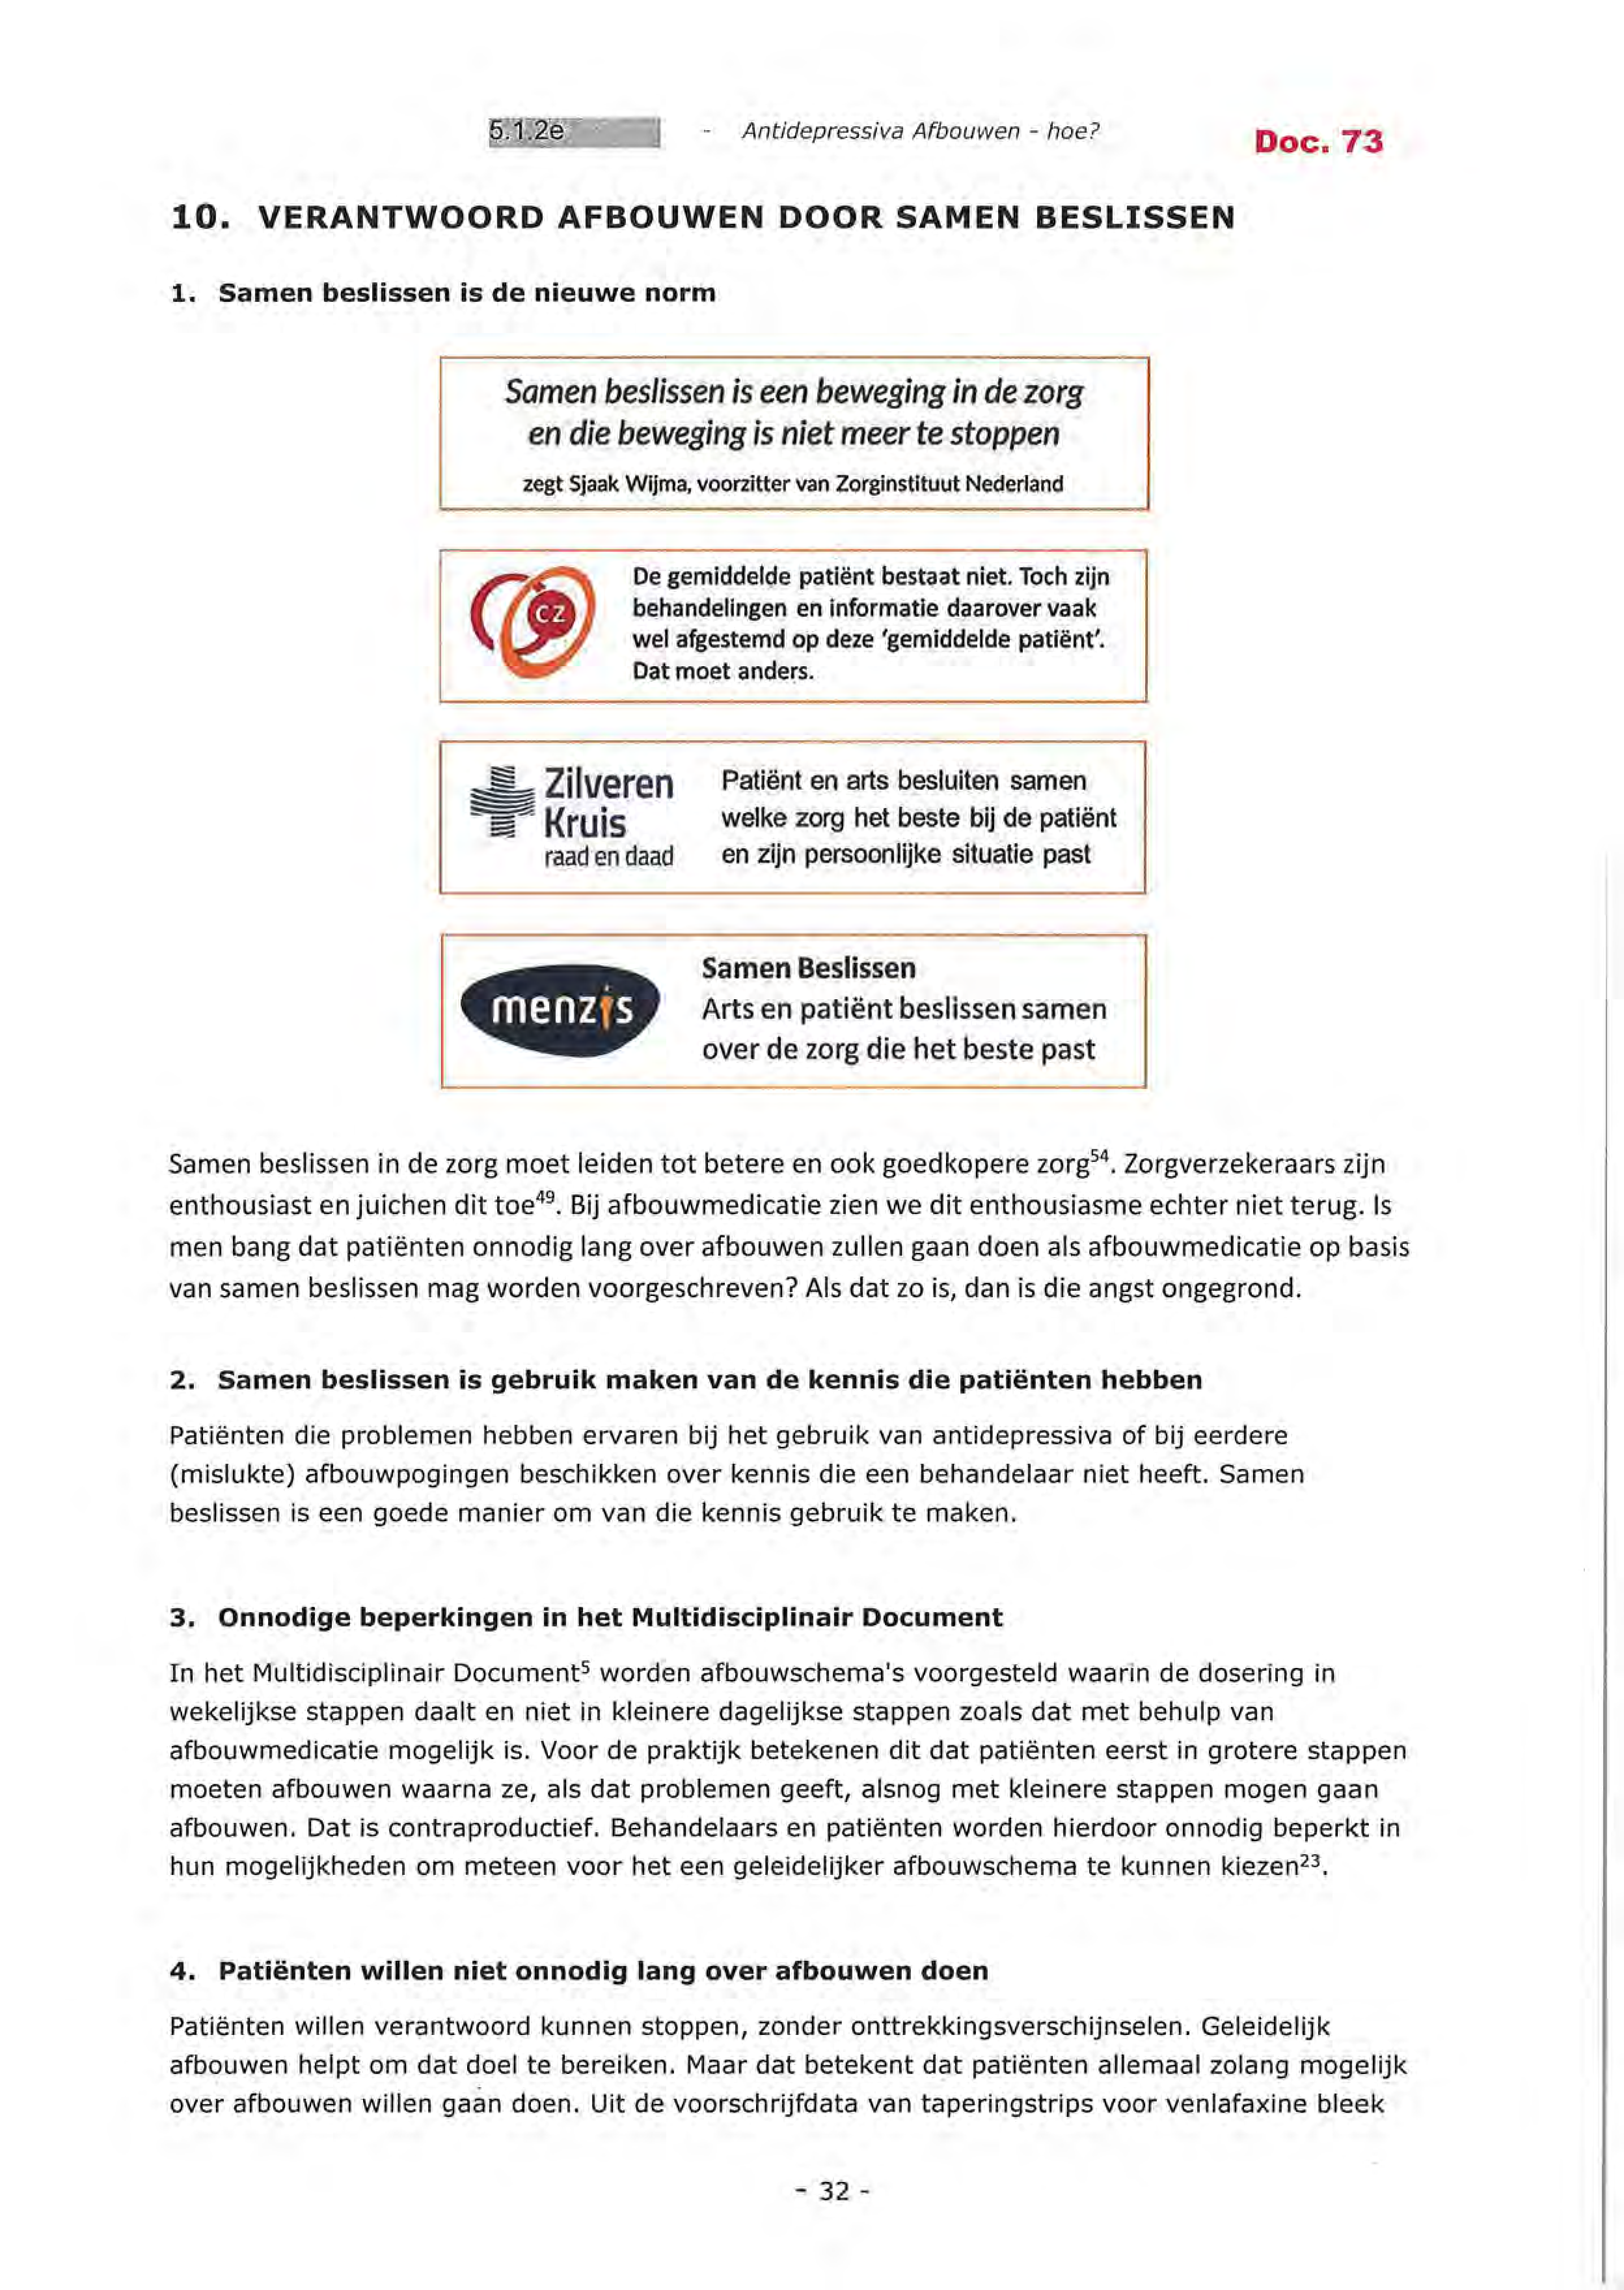 5.1.2e - Antidepressiva Afbouwen - hoe? Doc. 73
10. VERANTWOORD AFBOUWEN DOOR SAMEN BESLISSEN
1. Samen beslissen is de nieuwe norm
Samen beslissen is een beweging in de zorg
en die beweging is niet meer te stoppen
zegt Sjaak Wijma, voorzitter van Zorginstituut Nederland
CZ
De gemiddelde patiënt bestaat niet. Toch zijn
behandelingen en informatie daarover vaak
wel afgestemd op deze 'gemiddelde patiënt'.
Dat moet anders.
Zilveren
Kruis
raad en daad
Patiënt en arts besluiten samen
welke zorg het beste bij de patiënt
en zijn persoonlijke situatie past
menzis
Samen Beslissen
Arts en patiënt beslissen samen
over de zorg die het beste past
Samen beslissen in de zorg moet leiden tot betere en ook goedkopere zorg⁵⁴. Zorgverzekeraars zijn
enthousiast en juichen dit toe⁴⁹. Bij afbouwmedicatie zien we dit enthousiasme echter niet terug. Is
men bang dat patiënten onnodig lang over afbouwen zullen gaan doen als afbouwmedicatie op basis
van samen beslissen mag worden voorgeschreven? Als dat zo is, dan is die angst ongegrond.
2. Samen beslissen is gebruik maken van de kennis die patiënten hebben
Patiënten die problemen hebben ervaren bij het gebruik van antidepressiva of bij eerdere
(mislukte) afbouwpogingen beschikken over kennis die een behandelaar niet heeft. Samen
beslissen is een goede manier om van die kennis gebruik te maken.
3. Onnodige beperkingen in het Multidisciplinair Document
In het Multidisciplinair Document⁵ worden afbouwschema's voorgesteld waarin de dosering in
wekelijkse stappen daalt en niet in kleinere dagelijkse stappen zoals dat met behulp van
afbouwmedicatie mogelijk is. Voor de praktijk betekenen dit dat patiënten eerst in grotere stappen
moeten afbouwen waarna ze, als dat problemen geeft, alsnog met kleinere stappen mogen gaan
afbouwen. Dat is contraproductief. Behandelaars en patiënten worden hierdoor onnodig beperkt in
hun mogelijkheden om meteen voor het een geleidelijker afbouwschema te kunnen kiezen²³.
4. Patiënten willen niet onnodig lang over afbouwen doen
Patiënten willen verantwoord kunnen stoppen, zonder onttrekkingsverschijnselen. Geleidelijk
afbouwen helpt om dat doel te bereiken. Maar dat betekent dat patiënten allemaal zolang mogelijk
over afbouwen willen gaan doen. Uit de voorschrijfdata van taperingstrips voor venlafaxine bleek
- 32 -